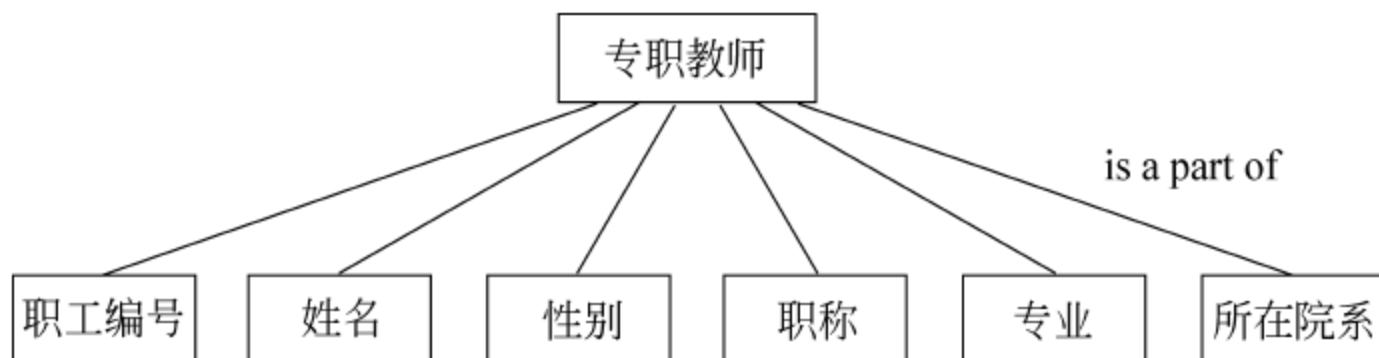 专职教师
is a part of
职工编号
姓名
性别
职称
专业
所在院系